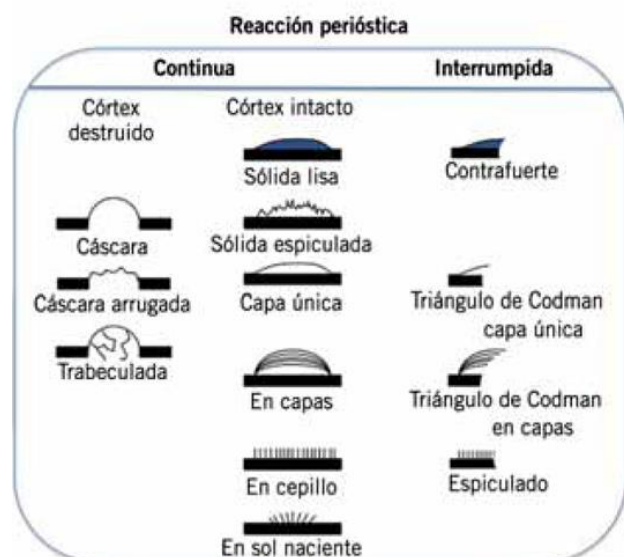 Reacción perióstica
Continua
Interrumpida
Córtex
destruido
Cáscara
Cáscara arrugada
Trabeculada
Córtex intacto
Sólida lisa
Sólida espiculada
Capa única
En capas
En cepillo
En sol naciente
Contrafuerte
Triángulo de Codman
capa única
Triángulo de Codman
en capas
Espiculado